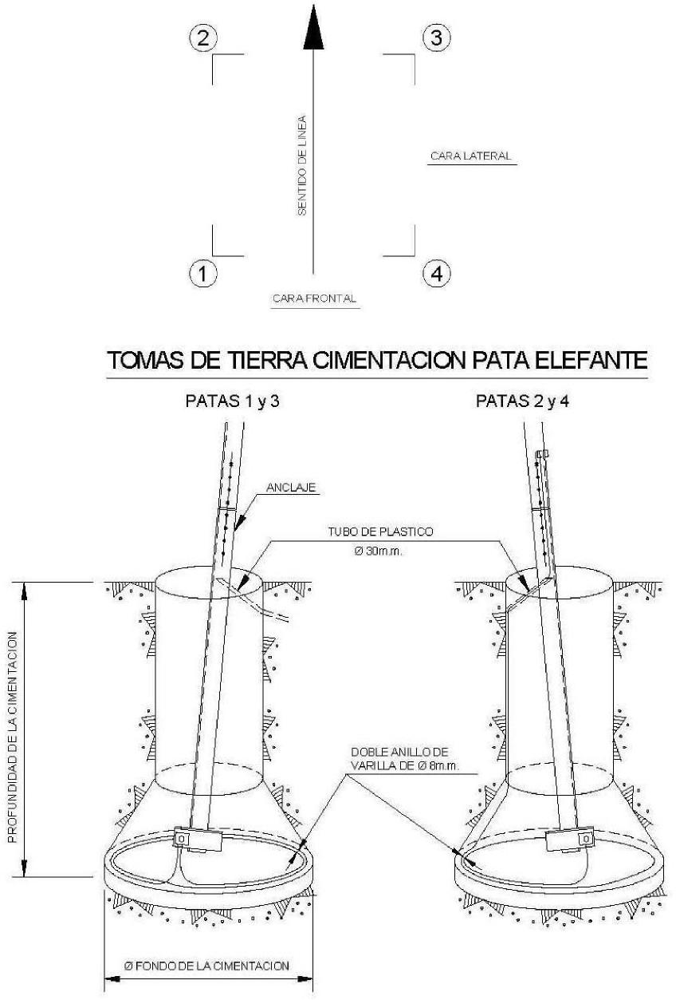 2
3
SENTIDO DE LINEA
CARA LATERAL
1
4
CARA FRONTAL
TOMAS DE TIERRA CIMENTACION PATA ELEFANTE
PATAS 1 y 3
PATAS 2 y 4
ANCLAJE
TUBO DE PLASTICO
Ø 30m.m.
PROFUNDIDAD DE LA CIMENTACION
DOBLE ANILLO DE
VARILLA DE Ø 8m.m.
Ø FONDO DE LA CIMENTACION